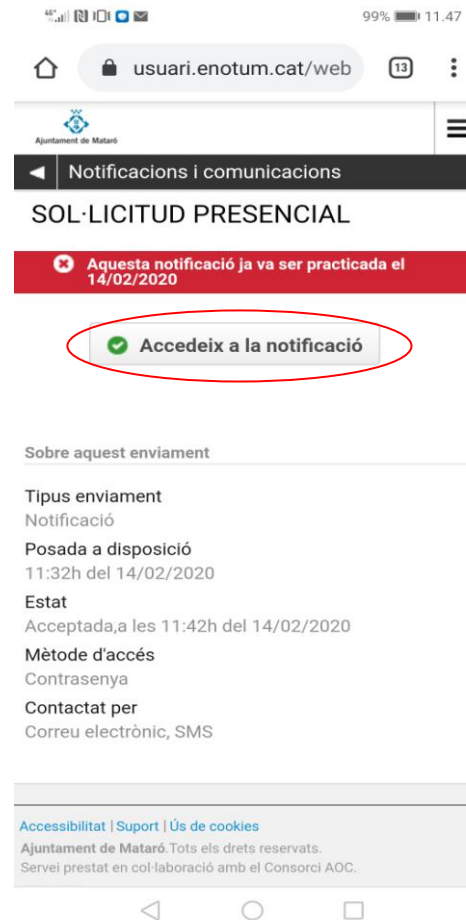 99% 11.47
usuari.enotum.cat/web 13
Ajuntament de Mataró
Notificacions i comunicacions
SOL·LICITUD PRESENCIAL
Aquesta notificació ja va ser practicada el
14/02/2020
Accedeix a la notificació
Sobre aquest enviament
Tipus enviament
Notificació
Posada a disposició
11:32h del 14/02/2020
Estat
Acceptada,a les 11:42h del 14/02/2020
Mètode d'accés
Contrasenya
Contactat per
Correu electrònic, SMS
Accessibilitat | Suport | Ús de cookies
Ajuntament de Mataró.Tots els drets reservats.
Servei prestat en col·laboració amb el Consorci AOC.